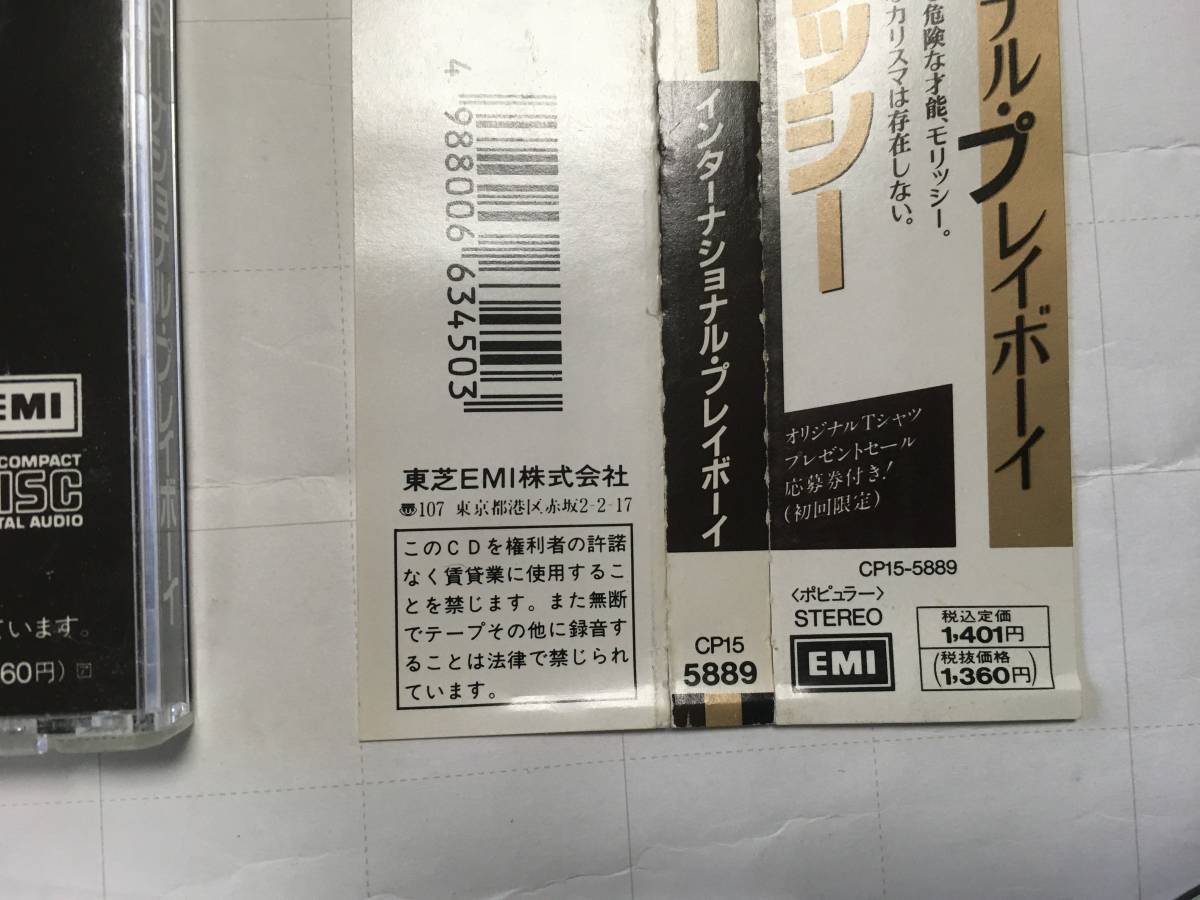 ーナショナル・プレイボーイ
EMI
COMPACT
DISC
DIGITAL AUDIO
ています。
360円)ア
4 988006 634503
東芝EMI株式会社
107 東京都港区赤坂2-2-17
このCDを権利者の許諾
なく賃貸業に使用するこ
とを禁じます。また無断
でテープその他に録音す
ることは法律で禁じられ
ています。
ー
インターナショナル・プレイボーイ
CP15
5889
ナル・プレイボーイ
危険な才能、モリッシー。
カリスマは存在しない。
ッシー
オリジナルTシャツ
プレゼントセール
応募券付き!
(初回限定)
CP15-5889
〈ポピュラー〉
STEREO
EMI
税込定価
1,401円
(税抜価格
1,360円)